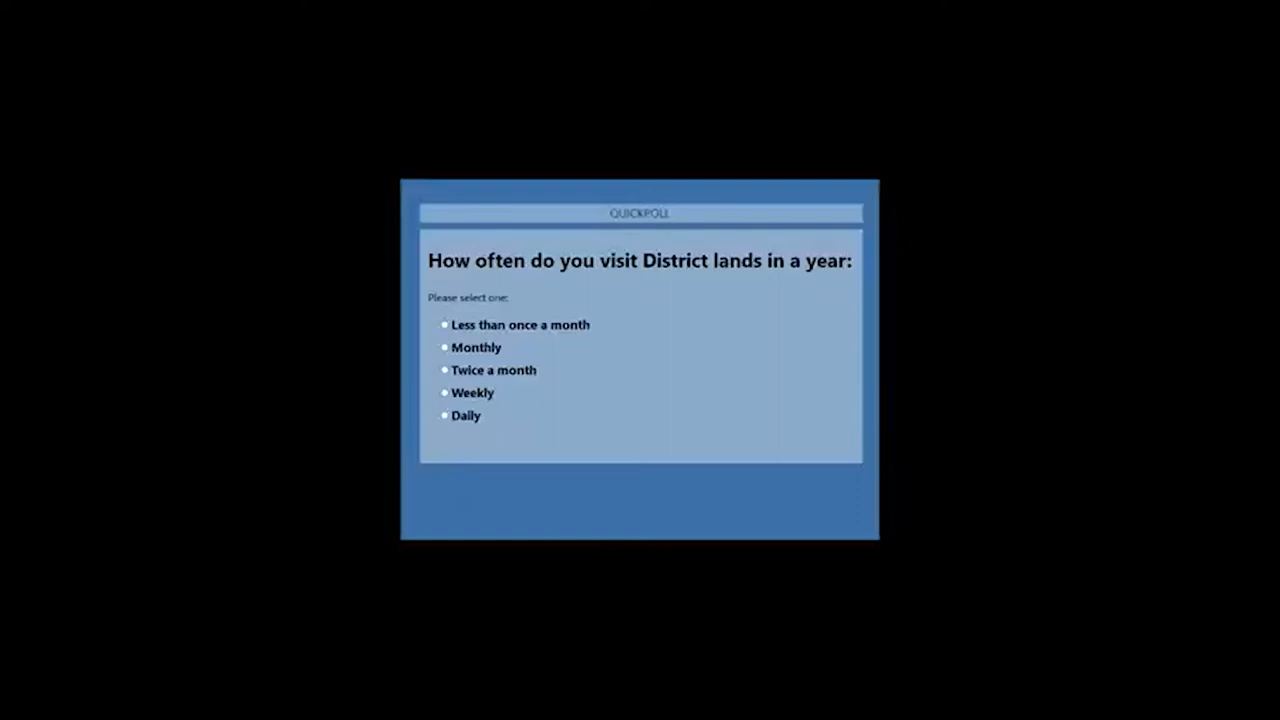 QUICKPOLL
How often do you visit District lands in a year:
Please select one:
Less than once a month
Monthly
Twice a month
Weekly
Daily